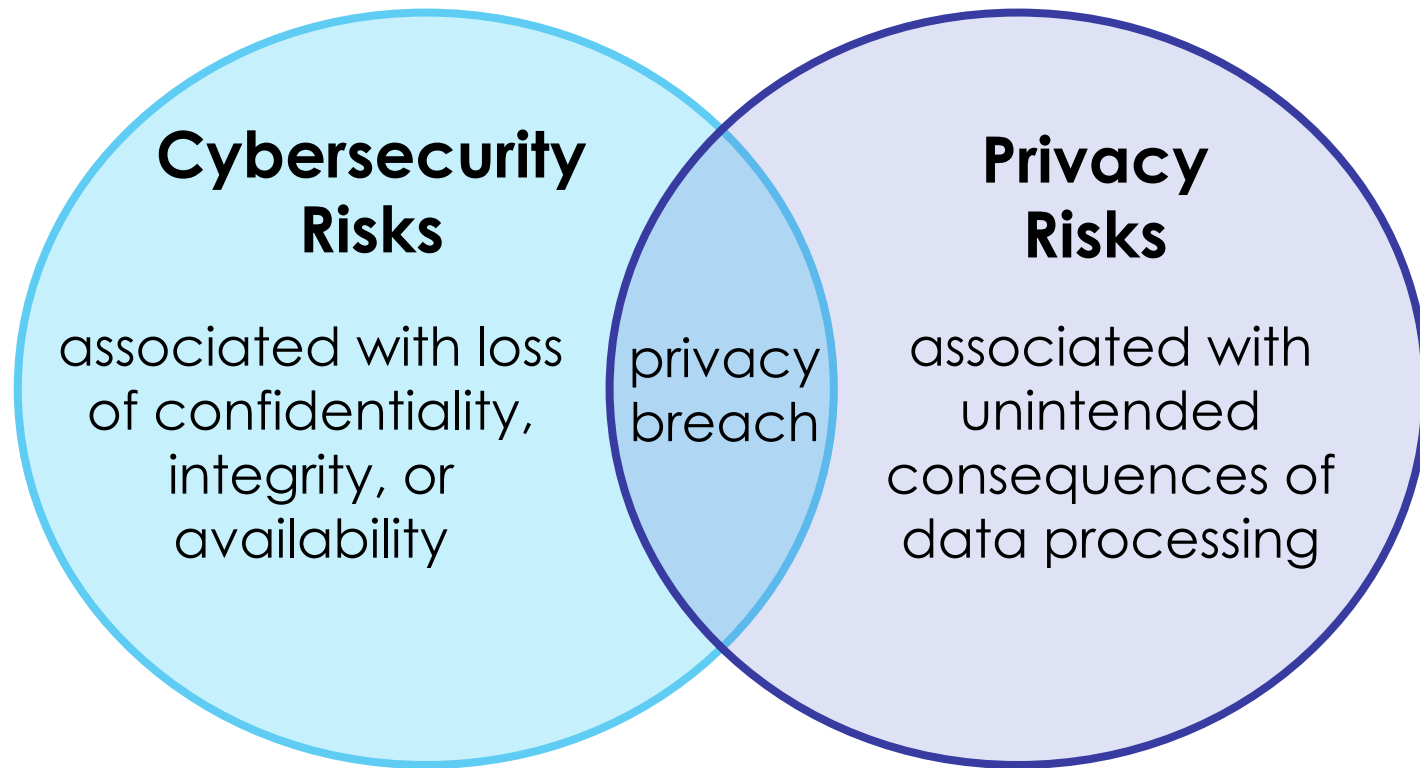 Cybersecurity
Risks
associated with loss
of confidentiality,
integrity, or
availability
privacy
breach
Privacy
Risks
associated with
unintended
consequences of
data processing